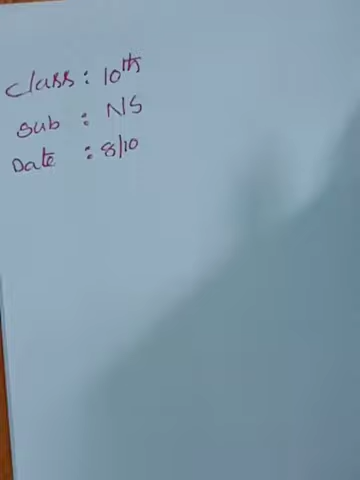 Class : 10th
Sub : NS
Date : 8/10